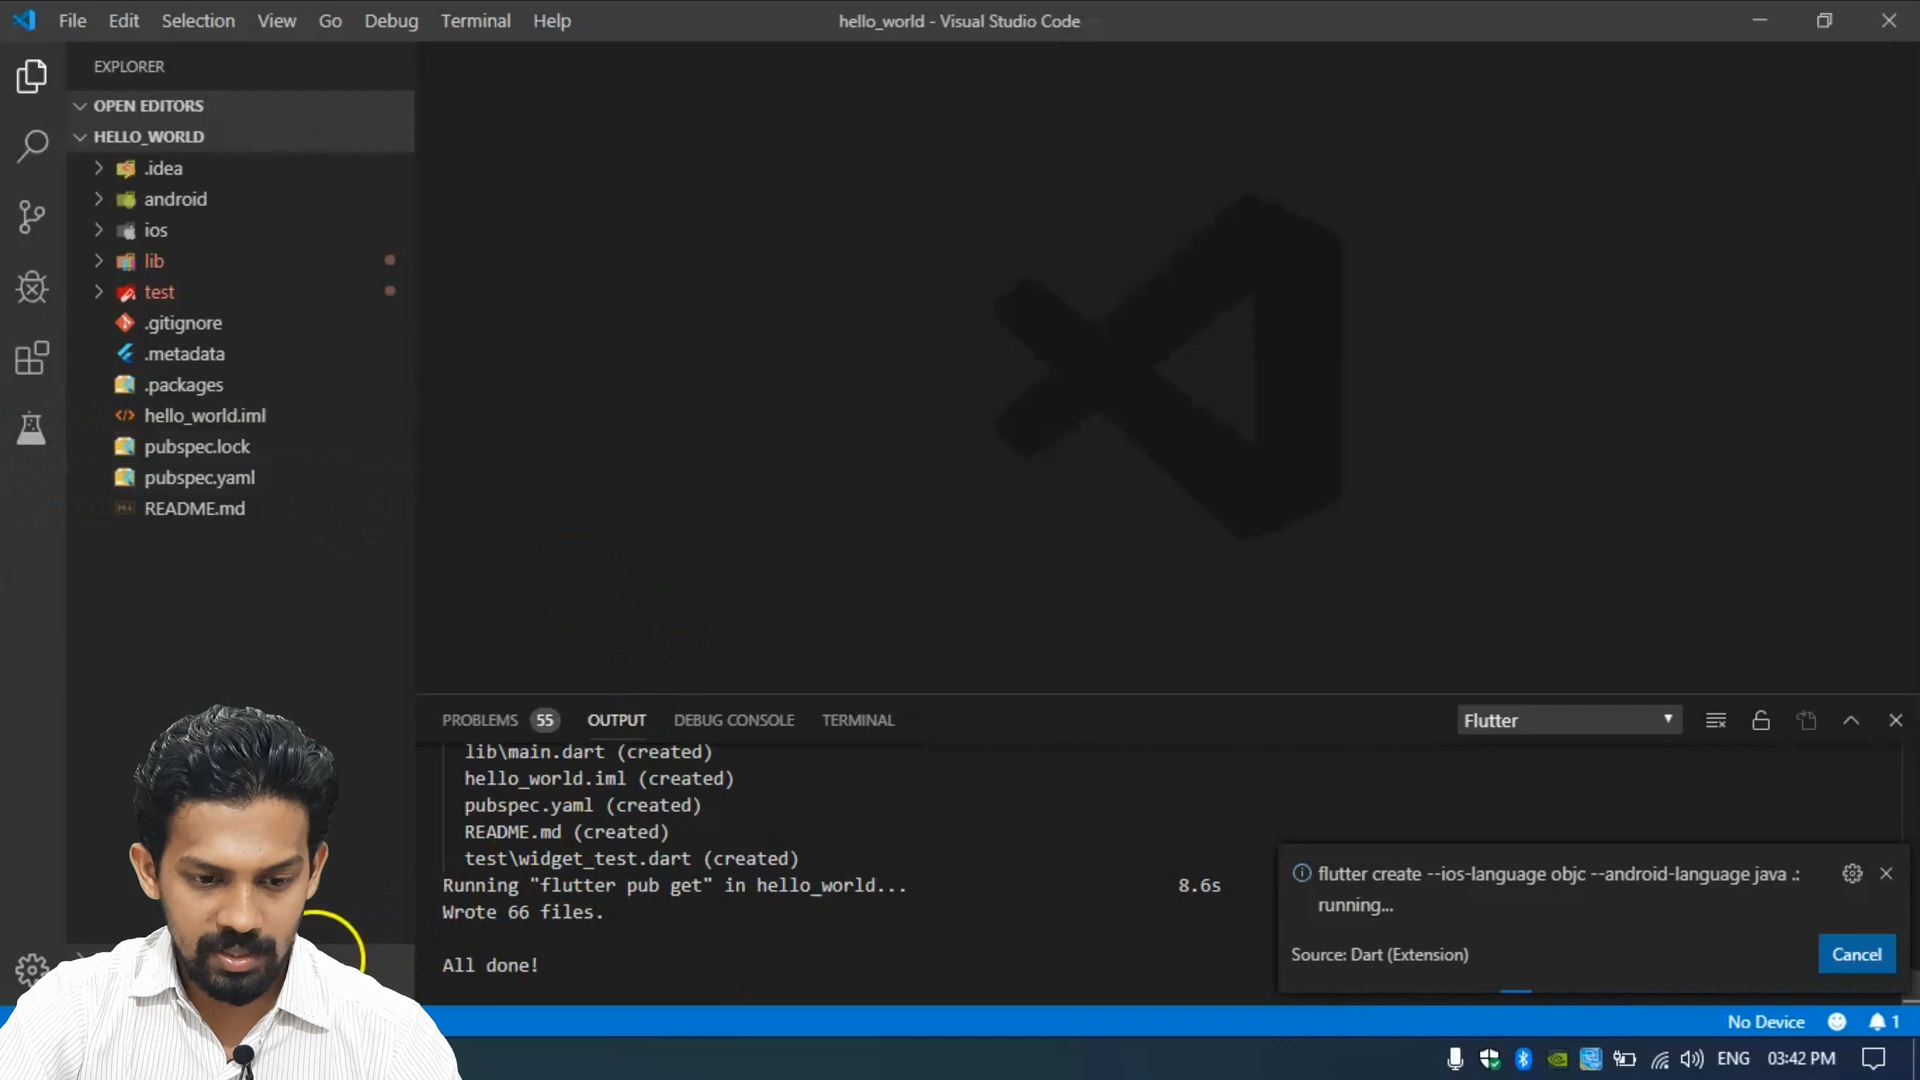 File Edit Selection View Go Debug Terminal Help
hello_world - Visual Studio Code
EXPLORER
OPEN EDITORS
HELLO_WORLD
.idea
android
ios
lib
test
.gitignore
.metadata
.packages
hello_world.iml
pubspec.lock
pubspec.yaml
README.md
PROBLEMS 55 OUTPUT DEBUG CONSOLE TERMINAL
Flutter
lib\main.dart (created)
hello_world.iml (created)
pubspec.yaml (created)
README.md (created)
test\widget_test.dart (created)
Running "flutter pub get" in hello_world... 8.6s
Wrote 66 files.
All done!
flutter create --ios-language objc --android-language java .:
running...
Source: Dart (Extension)
Cancel
No Device
1
ENG 03:42 PM